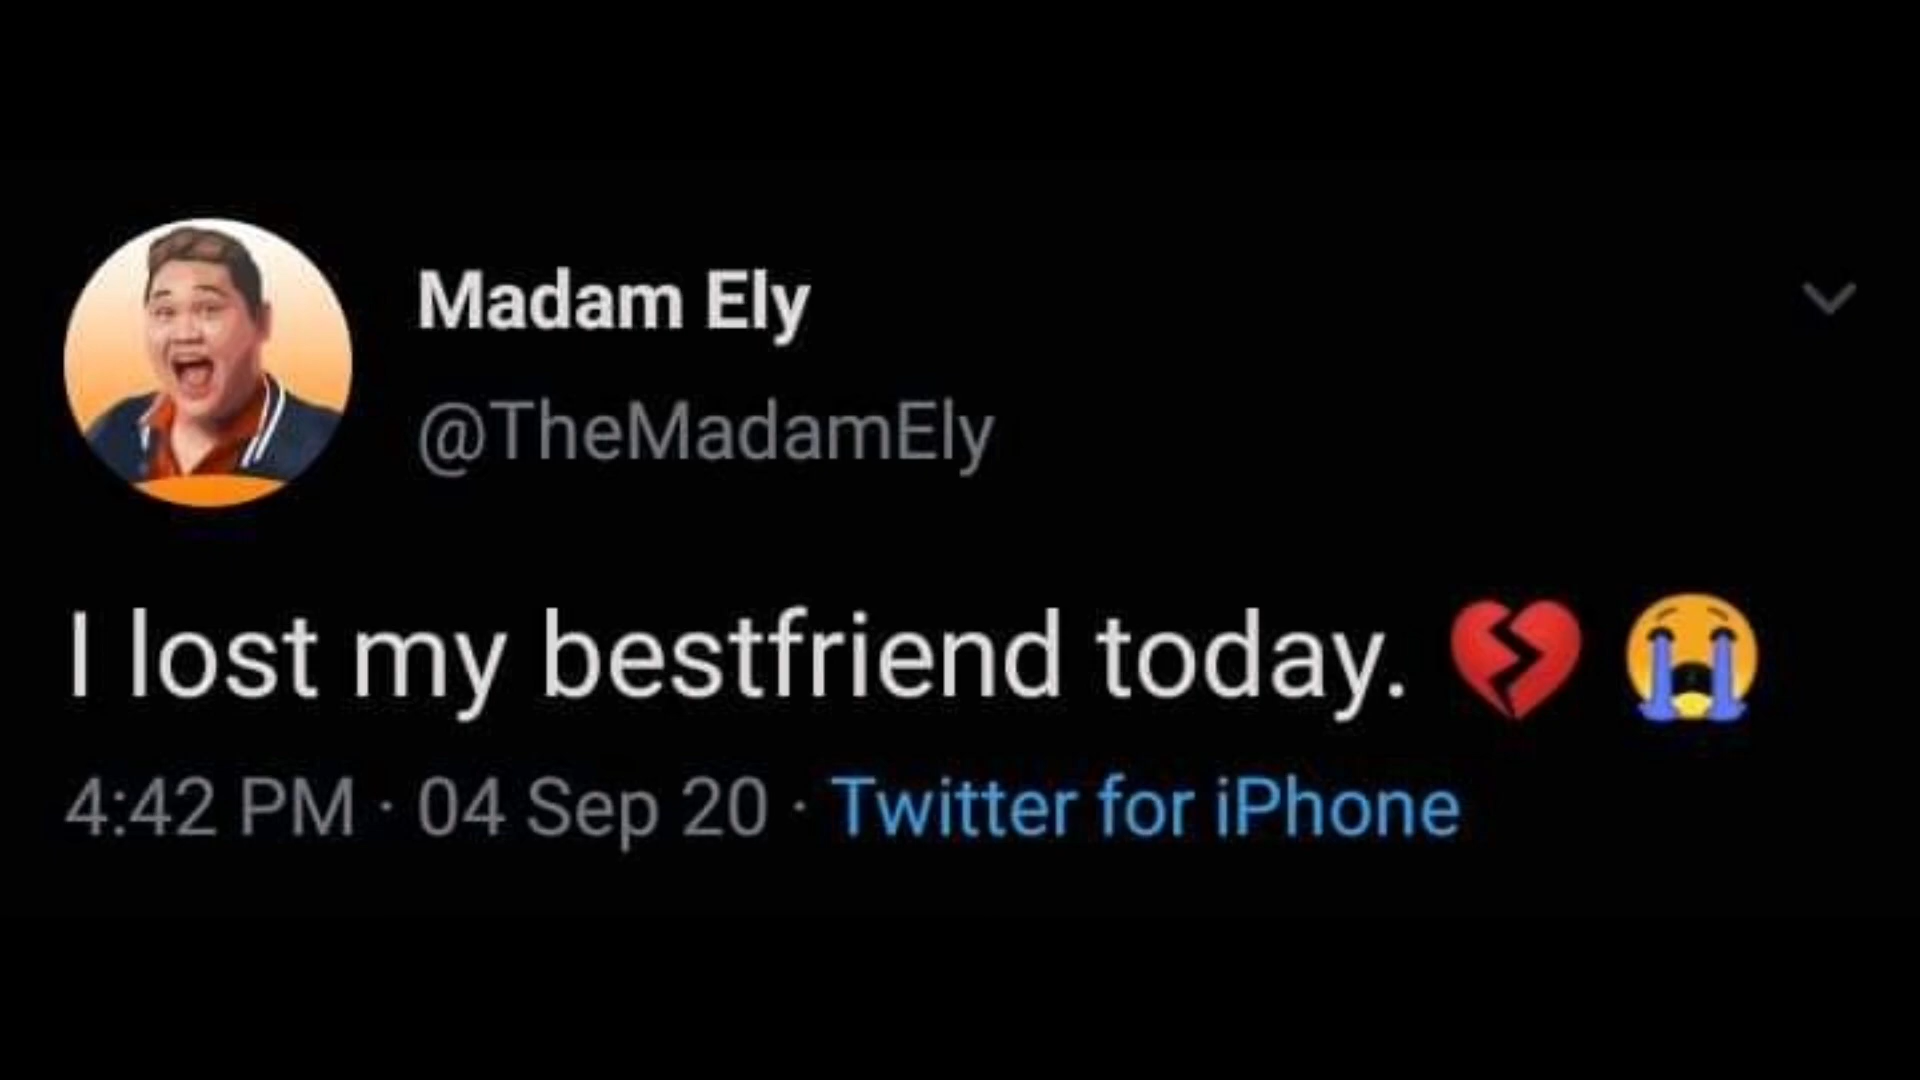 Madam Ely
@TheMadamEly
I lost my bestfriend today. 💔 😭
4:42 PM · 04 Sep 20 · Twitter for iPhone